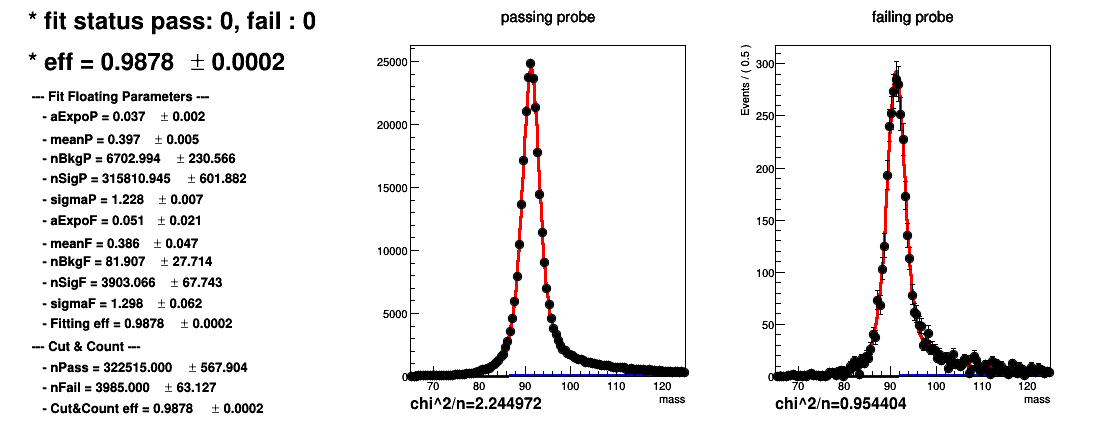 * fit status pass: 0, fail : 0
* eff = 0.9878 ± 0.0002
--- Fit Floating Parameters ---
- aExpoP = 0.037 ± 0.002
- meanP = 0.397 ± 0.005
- nBkgP = 6702.994 ± 230.566
- nSigP = 315810.945 ± 601.882
- sigmaP = 1.228 ± 0.007
- aExpoF = 0.051 ± 0.021
- meanF = 0.386 ± 0.047
- nBkgF = 81.907 ± 27.714
- nSigF = 3903.066 ± 67.743
- sigmaF = 1.298 ± 0.062
- Fitting eff = 0.9878 ± 0.0002
--- Cut & Count ---
- nPass = 322515.000 ± 567.904
- nFail = 3985.000 ± 63.127
- Cut&Count eff = 0.9878 ± 0.0002
passing probe
25000
20000
15000
10000
5000
0
70 80 90 100 110 120
mass
chi^2/n=2.244972
failing probe
Events / ( 0.5 )
300
250
200
150
100
50
0
70 80 90 100 110 120
mass
chi^2/n=0.954404